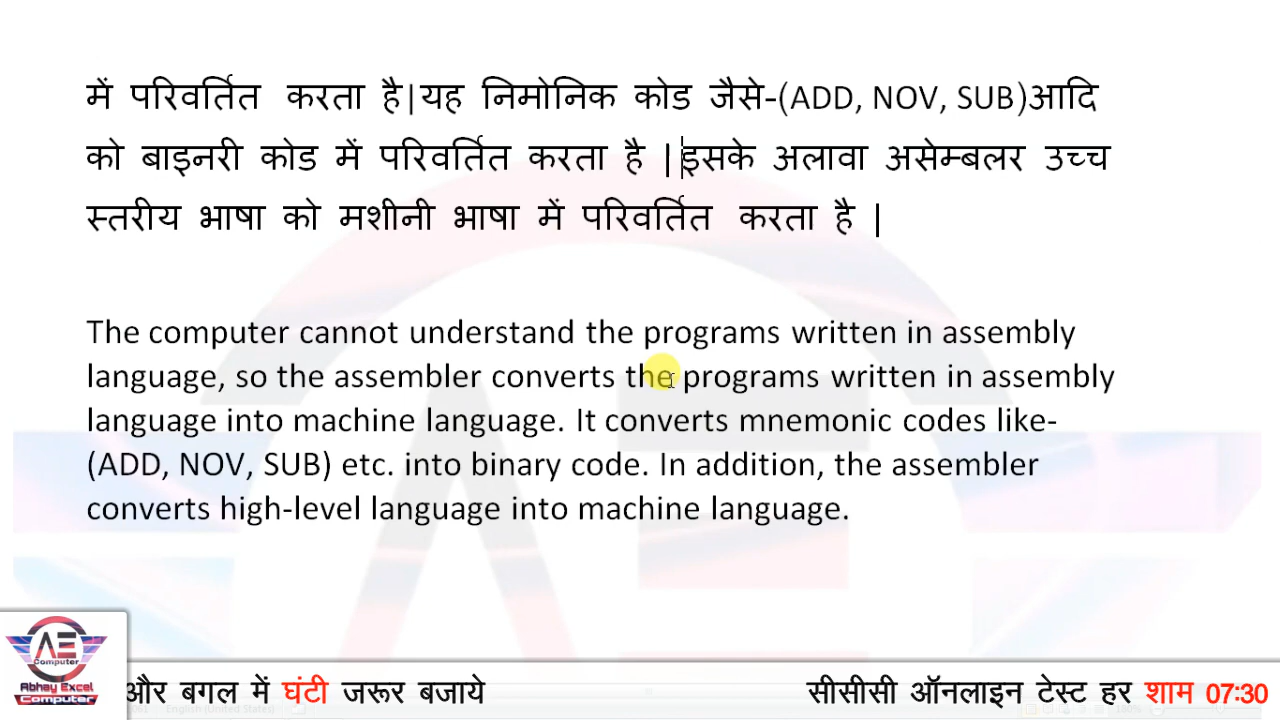 में परिवर्तित करता है|यह निमोनिक कोड जैसे-(ADD, NOV, SUB)आदि
को बाइनरी कोड में परिवर्तित करता है |इसके अलावा असेम्बलर उच्च
स्तरीय भाषा को मशीनी भाषा में परिवर्तित करता है |
The computer cannot understand the programs written in assembly
language, so the assembler converts the programs written in assembly
language into machine language. It converts mnemonic codes like-
(ADD, NOV, SUB) etc. into binary code. In addition, the assembler
converts high-level language into machine language.
AE
Computer
Abhay Excel
Computer
और बगल में घंटी जरूर बजाये
सीसीसी ऑनलाइन टेस्ट हर शाम 07:30
English (United States)